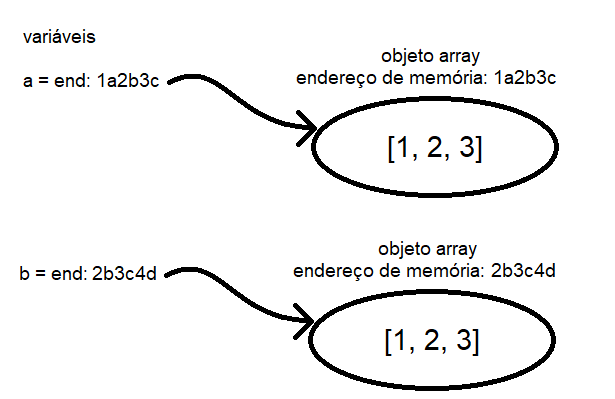 variáveis
a = end: 1a2b3c
objeto array
endereço de memória: 1a2b3c
[1, 2, 3]
b = end: 2b3c4d
objeto array
endereço de memória: 2b3c4d
[1, 2, 3]